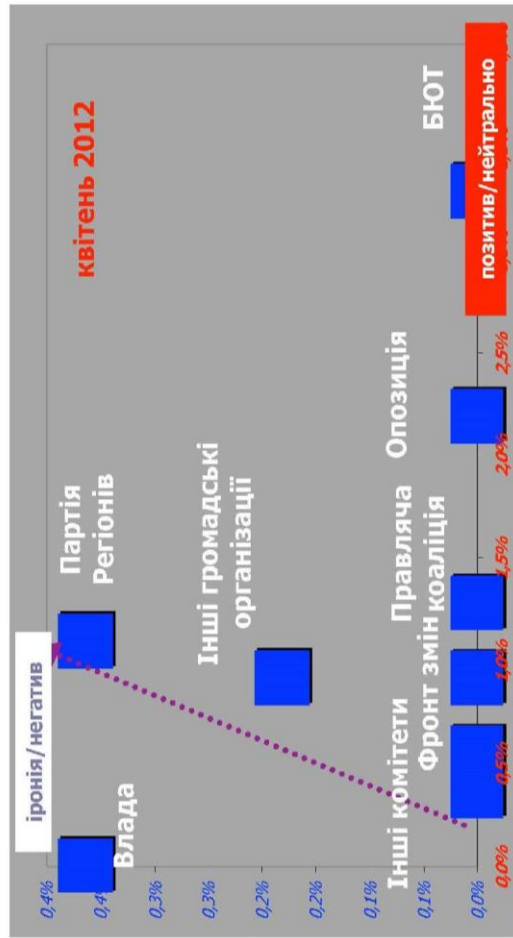 іронія/негатив
квітень 2012
Партія
Регіонів
Влада
Інші громадські
організації
Інші комітети
Фронт змін
Правляча
коаліція
Опозиція
БЮТ
позитив/нейтрально
0,4%
0,4%
0,3%
0,3%
0,2%
0,2%
0,1%
0,1%
0,0%
0,0%
0,5%
1,0%
1,5%
2,0%
2,5%